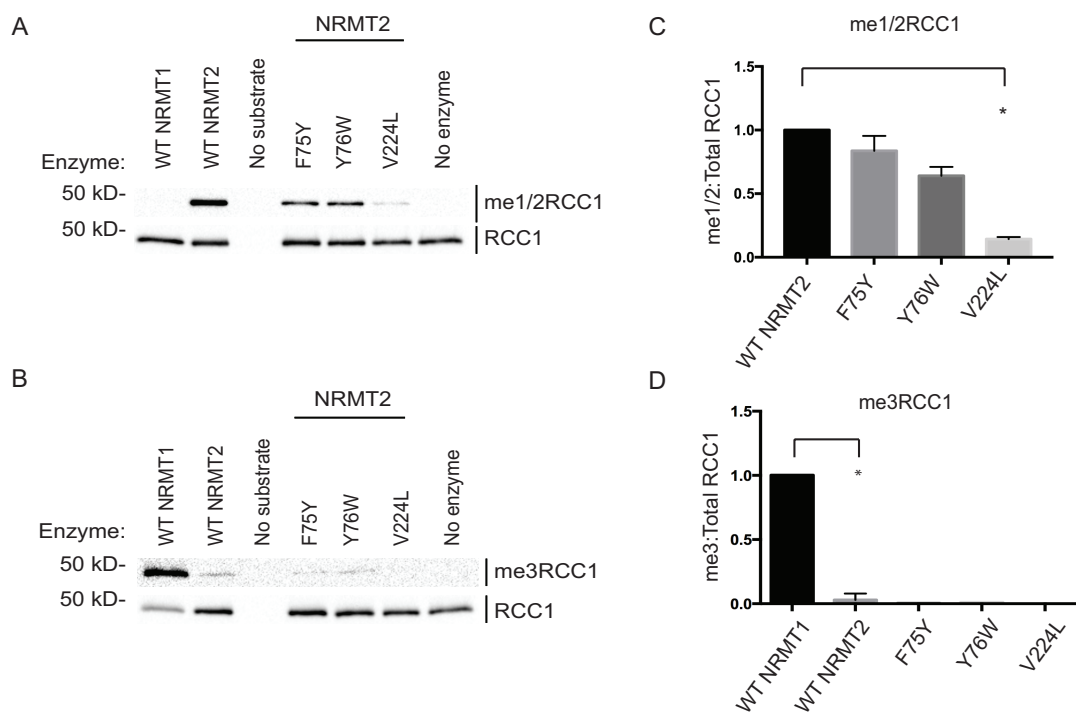 A
NRMT2
Enzyme:
WT NRMT1
WT NRMT2
No substrate
F75Y
Y76W
V224L
No enzyme
50 kD-
me1/2RCC1
50 kD-
RCC1
B
NRMT2
Enzyme:
WT NRMT1
WT NRMT2
No substrate
F75Y
Y76W
V224L
No enzyme
50 kD-
me3RCC1
50 kD-
RCC1
C
me1/2RCC1
me1/2:Total RCC1
1.5
1.0
0.5
0.0
*
WT NRMT2
F75Y
Y76W
V224L
D
me3RCC1
me3:Total RCC1
1.5
1.0
0.5
0.0
*
WT NRMT1
WT NRMT2
F75Y
Y76W
V224L